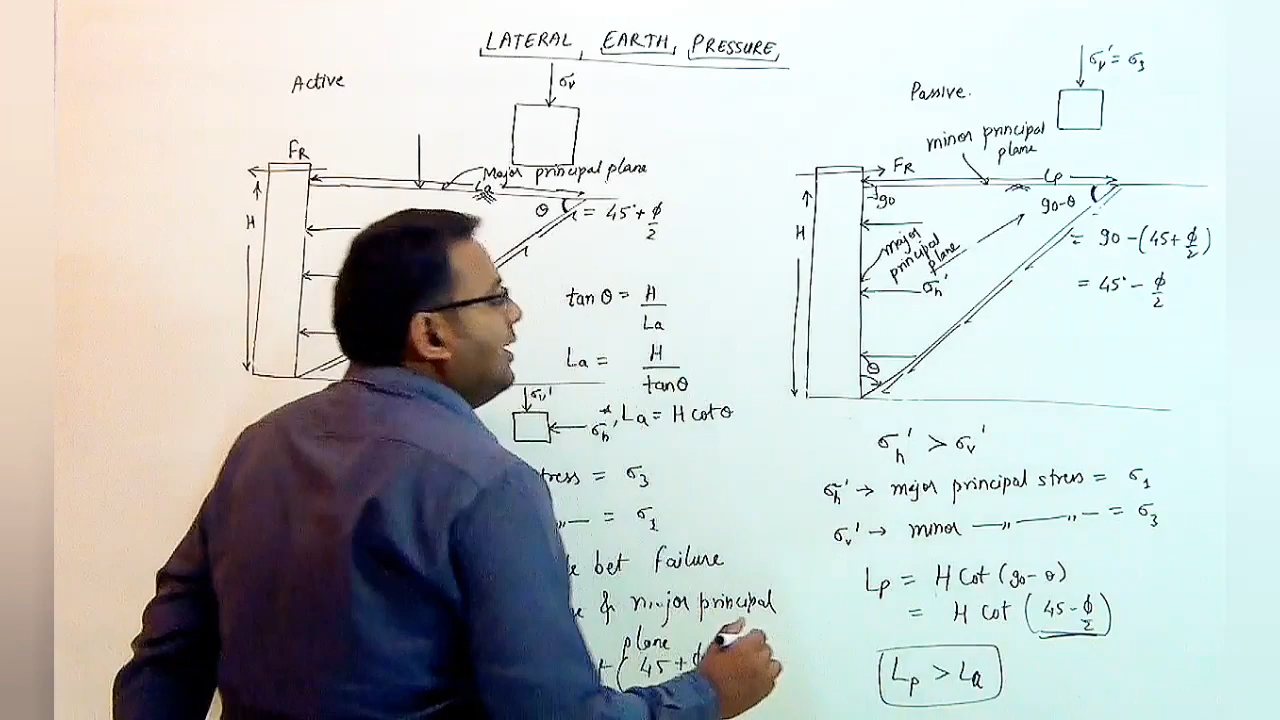 LATERAL EARTH PRESSURE
Active
σv
FR
Major principal plane
La
H
θ = 45° + φ/2
tan θ = H/La
La = H/tanθ
σv'
σh'
* La = H cot θ
tress = σ3
〃 = σ1
bet failure
& major principal
plane
( 45 + φ
Passive.
σv' = σ3
minor principal
plane
FR
Lp
90
90-θ
H
major
principal
plane
= 90 - (45 + φ/2)
= 45° - φ/2
σh'
θ
σh' > σv'
σh' → major principal stress = σ1
σv' → minor —〃— —〃— = σ3
Lp = H Cot (90 - θ)
= H cot (45 - φ/2)
Lp > La